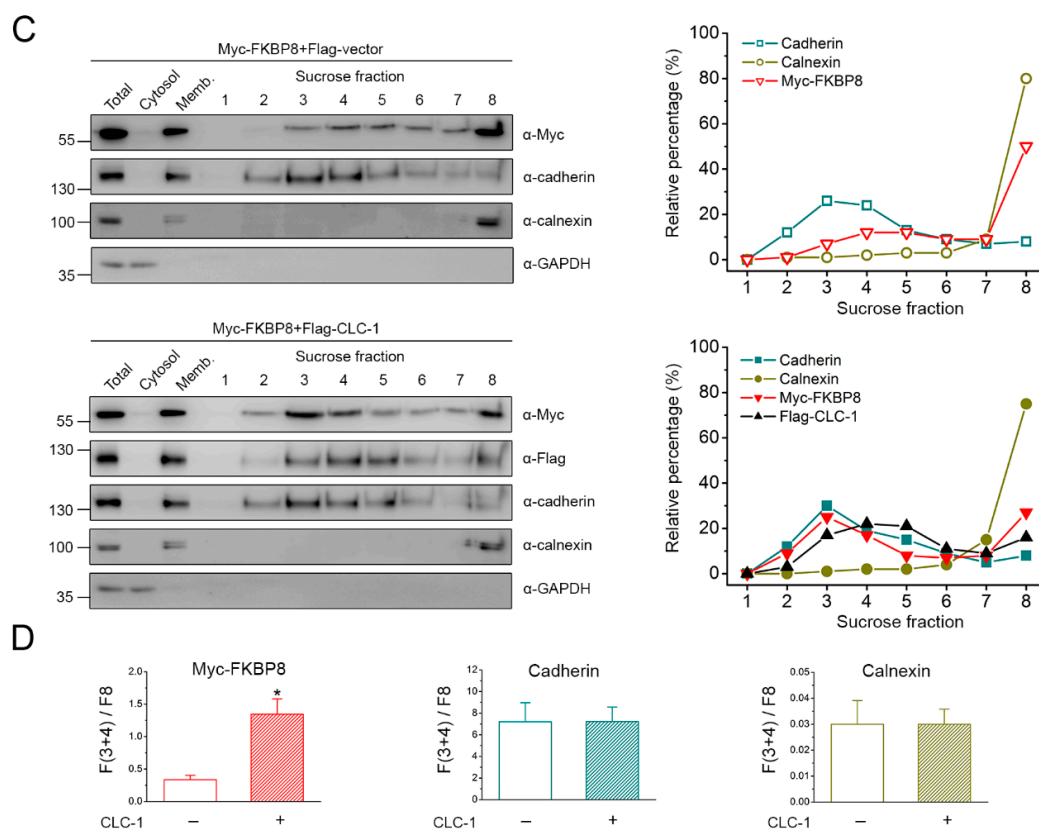 C
Myc-FKBP8+Flag-vector
Sucrose fraction
Total Cytosol Memb. 1 2 3 4 5 6 7 8
55 α-Myc
130 α-cadherin
100 α-calnexin
35 α-GAPDH
Cadherin
Calnexin
Myc-FKBP8
Relative percentage (%)
100
80
60
40
20
0
1 2 3 4 5 6 7 8
Sucrose fraction
Myc-FKBP8+Flag-CLC-1
Sucrose fraction
Total Cytosol Memb. 1 2 3 4 5 6 7 8
55 α-Myc
130 α-Flag
130 α-cadherin
100 α-calnexin
35 α-GAPDH
Cadherin
Calnexin
Myc-FKBP8
Flag-CLC-1
Relative percentage (%)
100
80
60
40
20
0
1 2 3 4 5 6 7 8
Sucrose fraction
D
Myc-FKBP8
F(3+4) / F8
2.0
1.5
1.0
0.5
0.0
*
CLC-1 – +
Cadherin
F(3+4) / F8
12
10
8
6
4
2
0
CLC-1 – +
Calnexin
F(3+4) / F8
0.05
0.04
0.03
0.02
0.01
0.00
CLC-1 – +